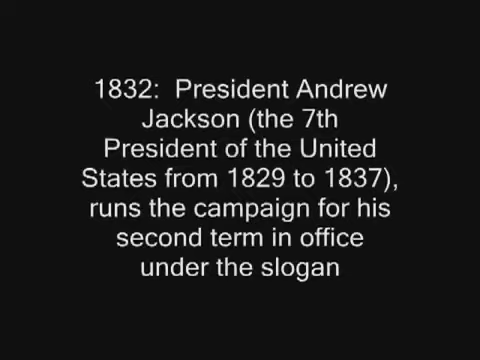 1832:  President Andrew
Jackson (the 7th
President of the United
States from 1829 to 1837),
runs the campaign for his
second term in office
under the slogan